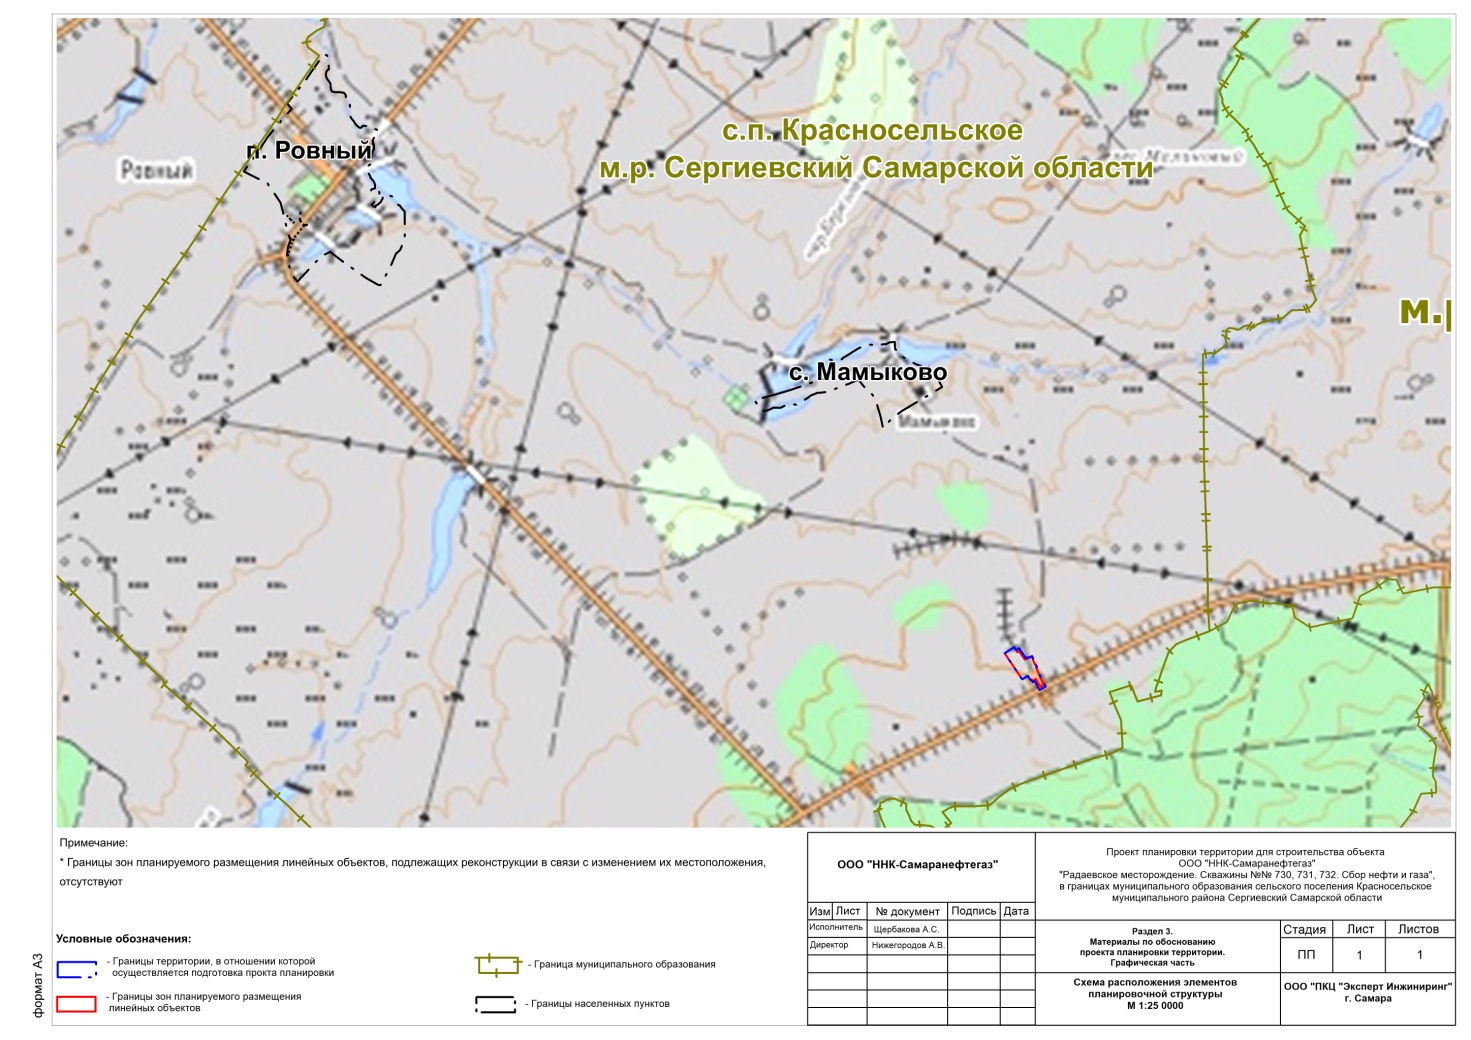 п. Ровный
Ровный
с.п. Красносельское
м.р. Сергиевский Самарской области
м.р
с. Мамыково
Мамыково
Примечание:
* Границы зон планируемого размещения линейных объектов, подлежащих реконструкции в связи с изменением их местоположения,
отсутствуют
Условные обозначения:
- Границы территории, в отношении которой
осуществляется подготовка прокта планировки
- Границы зон планируемого размещения
линейных объектов
- Граница муниципального образования
- Границы населенных пунктов
формат А3
ООО "ННК-Самаранефтегаз"
Изм Лист № документ Подпись Дата
Исполнитель Щербакова А.С.
Директор Нижегородов А.В.
Проект планировки территории для строительства объекта
ООО "ННК-Самаранефтегаз"
"Радаевское месторождение. Скважины №№ 730, 731, 732. Сбор нефти и газа",
в границах муниципального образования сельского поселения Красносельское
муниципального района Сергиевский Самарской области
Раздел 3.
Материалы по обоснованию
проекта планировки территории.
Графическая часть
Стадия Лист Листов
ПП 1 1
Схема расположения элементов
планировочной структуры
М 1:25 0000
ООО "ПКЦ "Эксперт Инжиниринг"
г. Самара